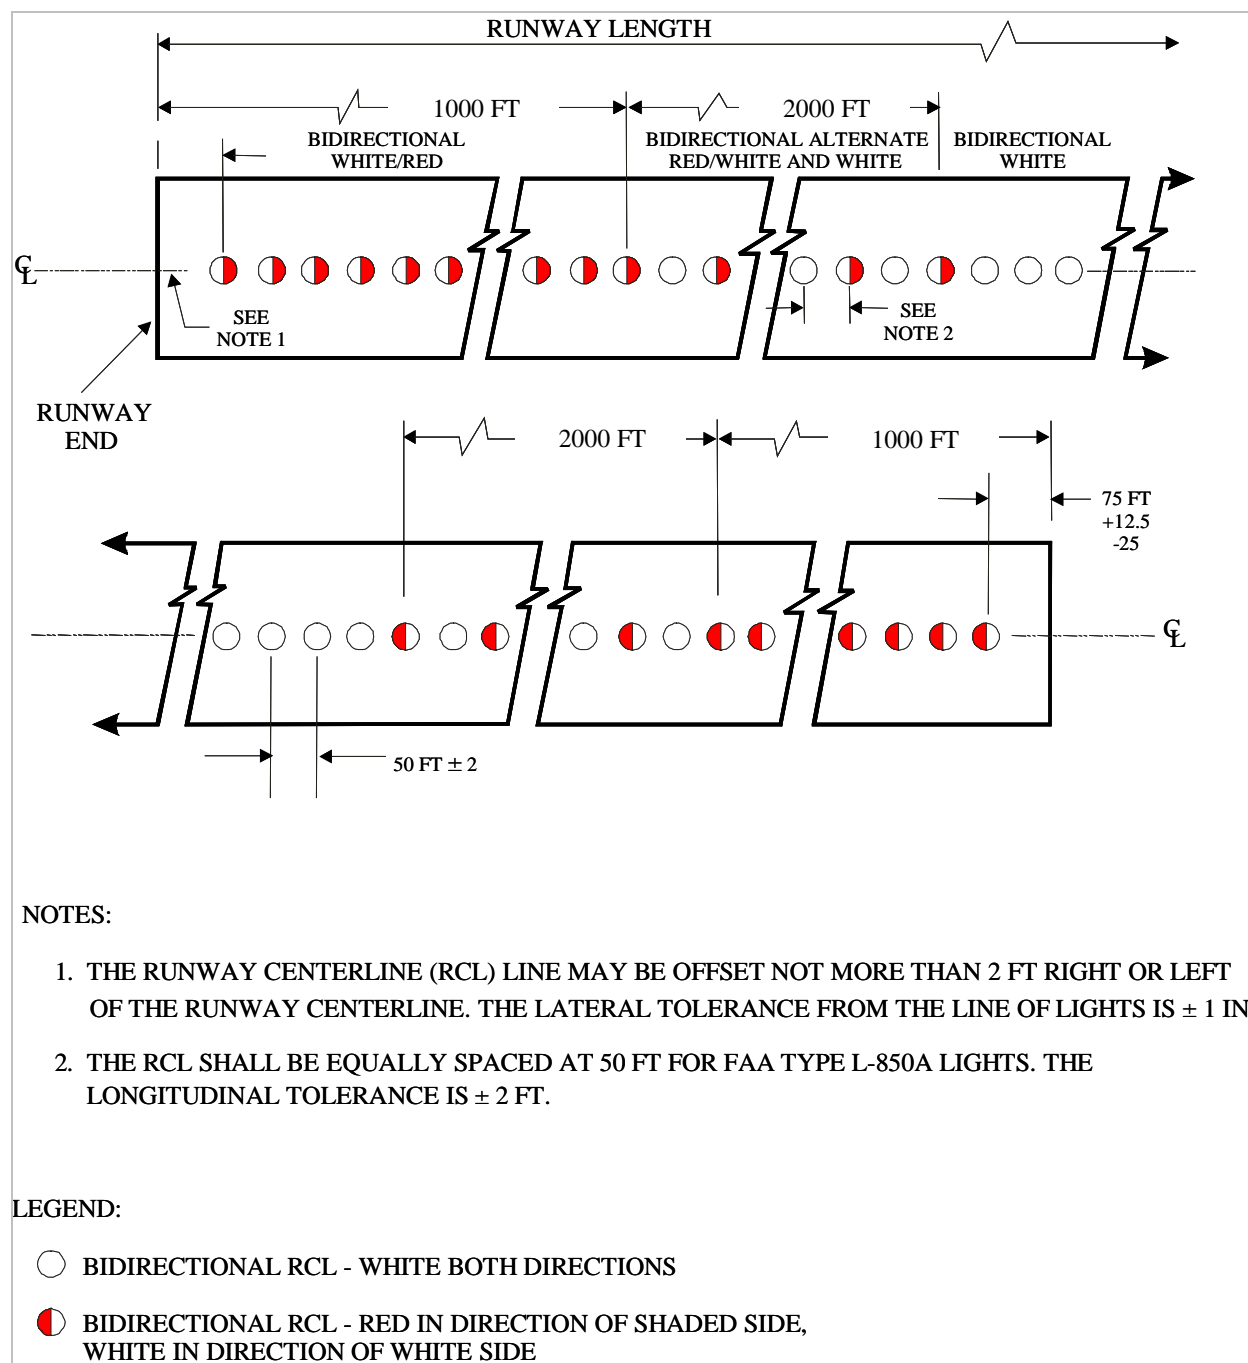 RUNWAY LENGTH
1000 FT
2000 FT
BIDIRECTIONAL
WHITE/RED
BIDIRECTIONAL ALTERNATE
RED/WHITE AND WHITE
BIDIRECTIONAL
WHITE
℄
SEE
NOTE 1
SEE
NOTE 2
RUNWAY
END
2000 FT
1000 FT
75 FT
+12.5
-25
℄
50 FT ± 2
NOTES:
1. THE RUNWAY CENTERLINE (RCL) LINE MAY BE OFFSET NOT MORE THAN 2 FT RIGHT OR LEFT
OF THE RUNWAY CENTERLINE. THE LATERAL TOLERANCE FROM THE LINE OF LIGHTS IS ± 1 IN
2. THE RCL SHALL BE EQUALLY SPACED AT 50 FT FOR FAA TYPE L-850A LIGHTS. THE
LONGITUDINAL TOLERANCE IS ± 2 FT.
LEGEND:
BIDIRECTIONAL RCL - WHITE BOTH DIRECTIONS
BIDIRECTIONAL RCL - RED IN DIRECTION OF SHADED SIDE,
WHITE IN DIRECTION OF WHITE SIDE